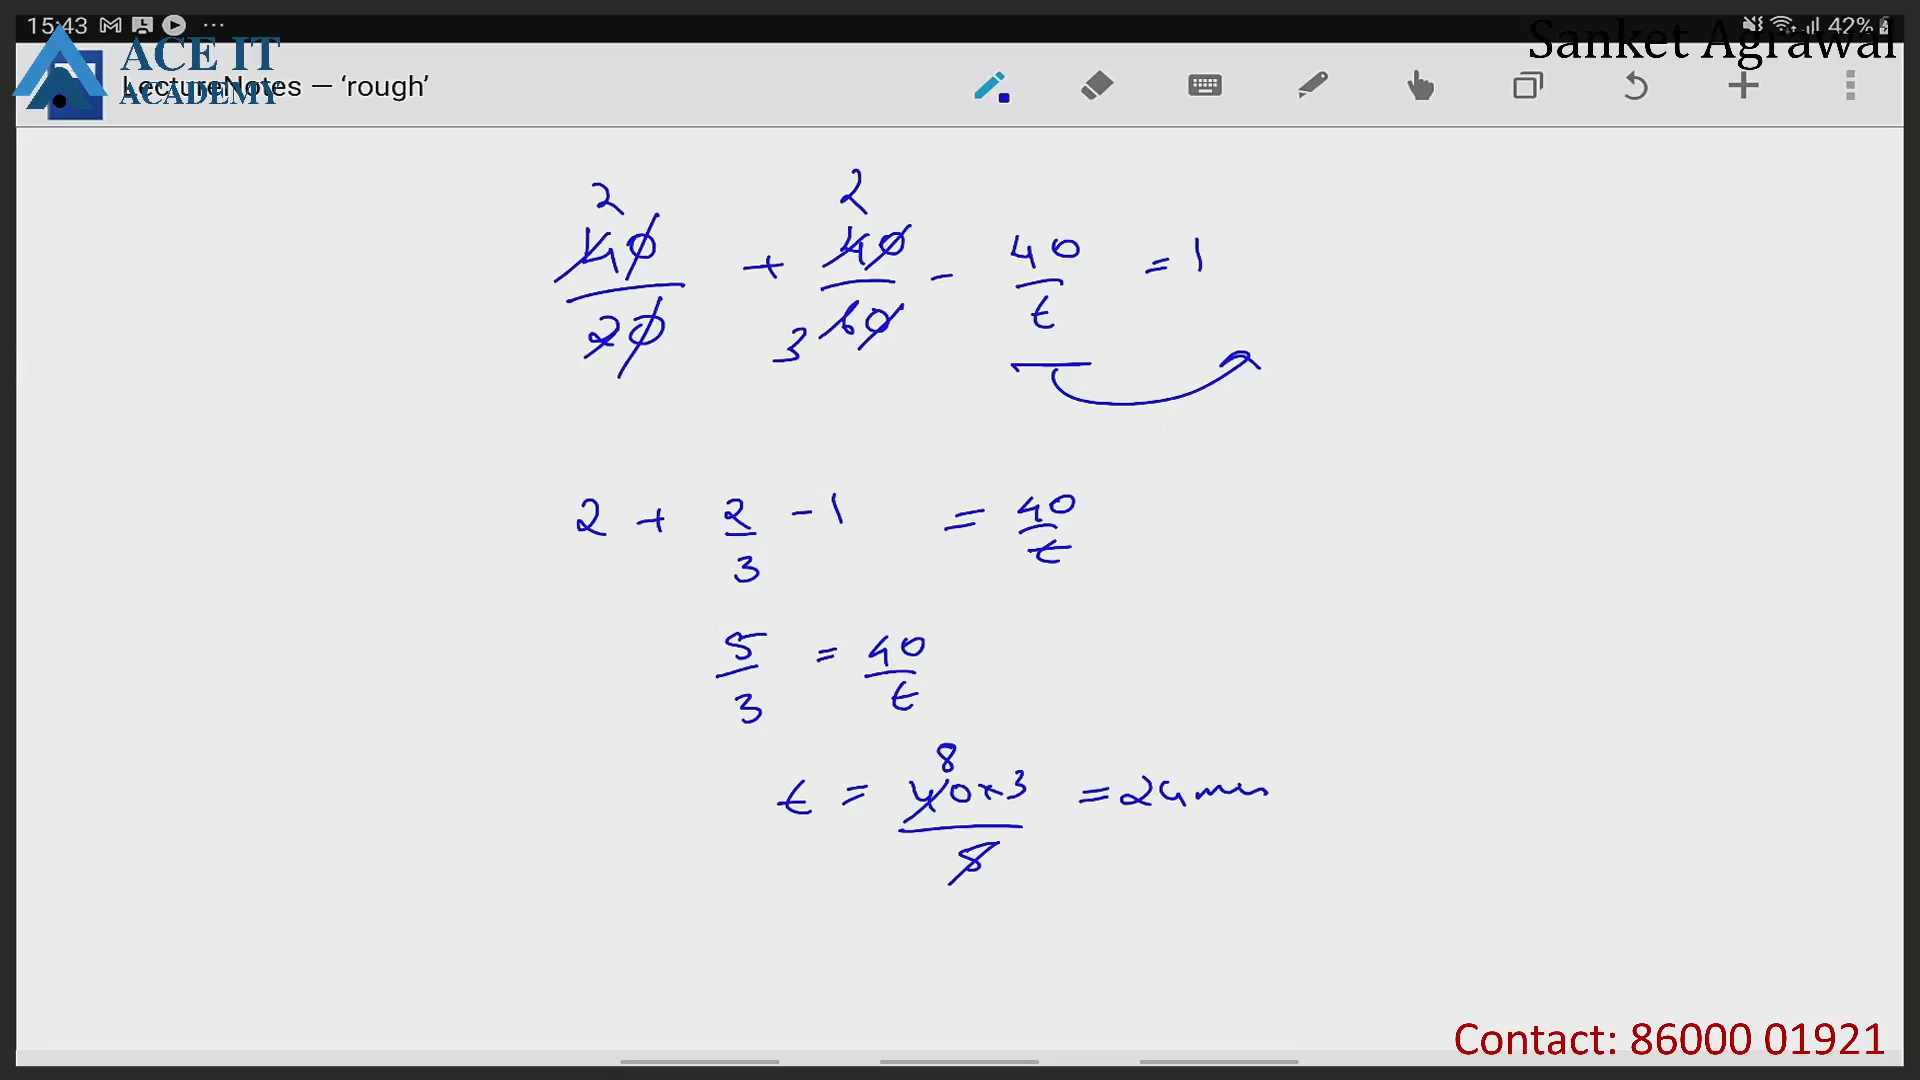 15:43 ... 42%
Sanket Agrawal
ACE IT
ACADEMY
LectureNotes — ‘rough’
2 2
40/20 + 40/60 - 40/t = 1
3
2 + 2/3 - 1 = 40/t
5/3 = 40/t
8
t = 40×3/5 = 24 min
Contact: 86000 01921